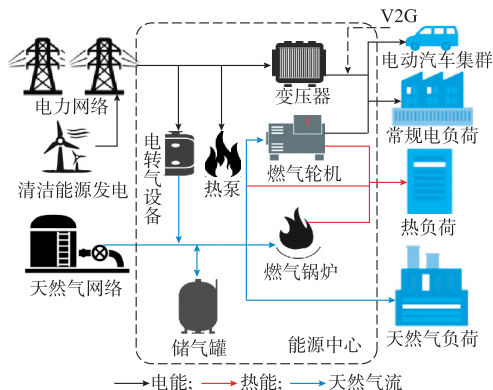 V2G
电动汽车集群
电力网络
变压器
常规电负荷
清洁能源发电
电转气设备
热泵
燃气轮机
热负荷
天然气网络
燃气锅炉
储气罐
能源中心
天然气负荷
电能;
热能;
天然气流